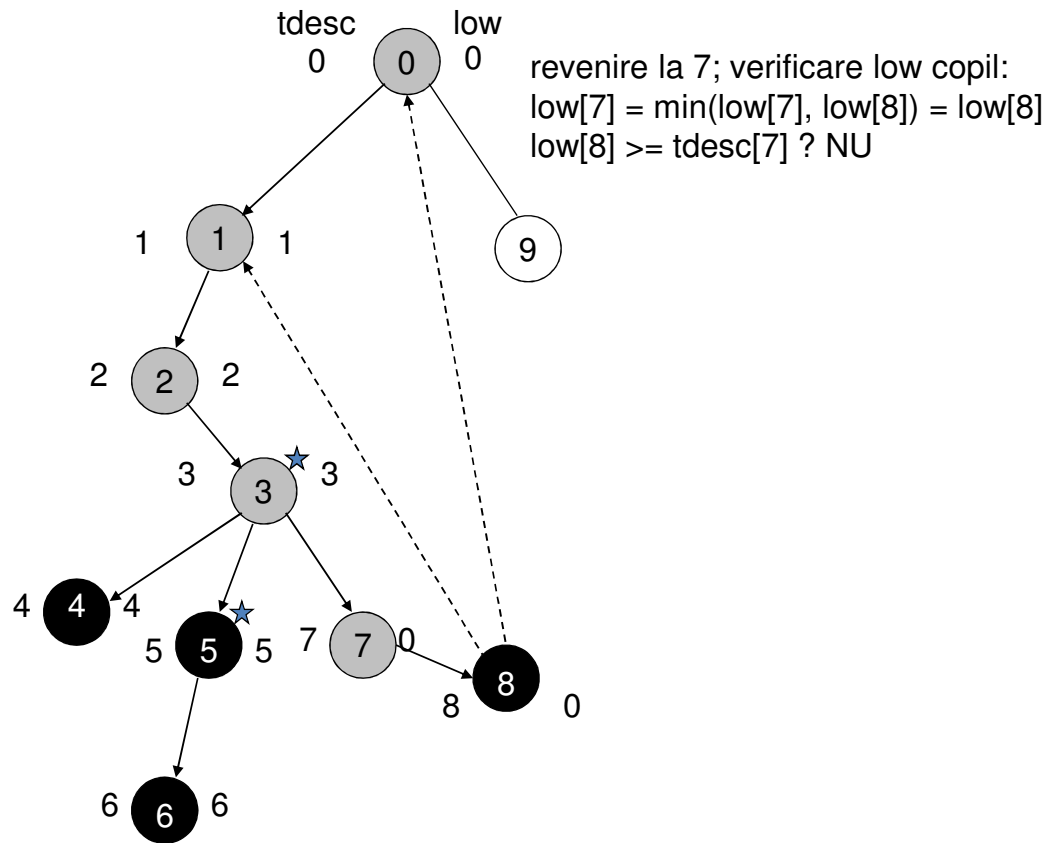 tdesc low
0 0 0
revenire la 7; verificare low copil:
low[7] = min(low[7], low[8]) = low[8]
low[8] >= tdesc[7] ? NU
1 1 1
9
2 2 2
3 3 3
4 4 4
5 5 5
7 7 0
8 8 0
6 6 6